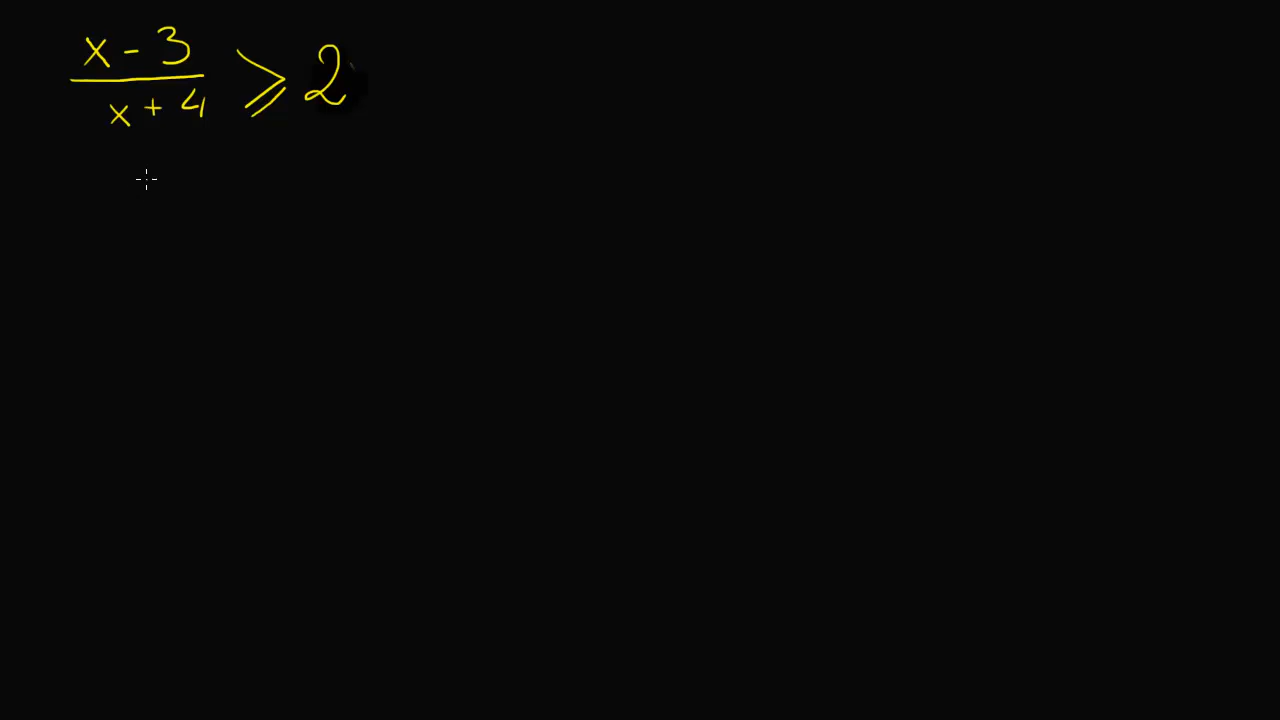 x - 3 / x + 4 ⩾ 2